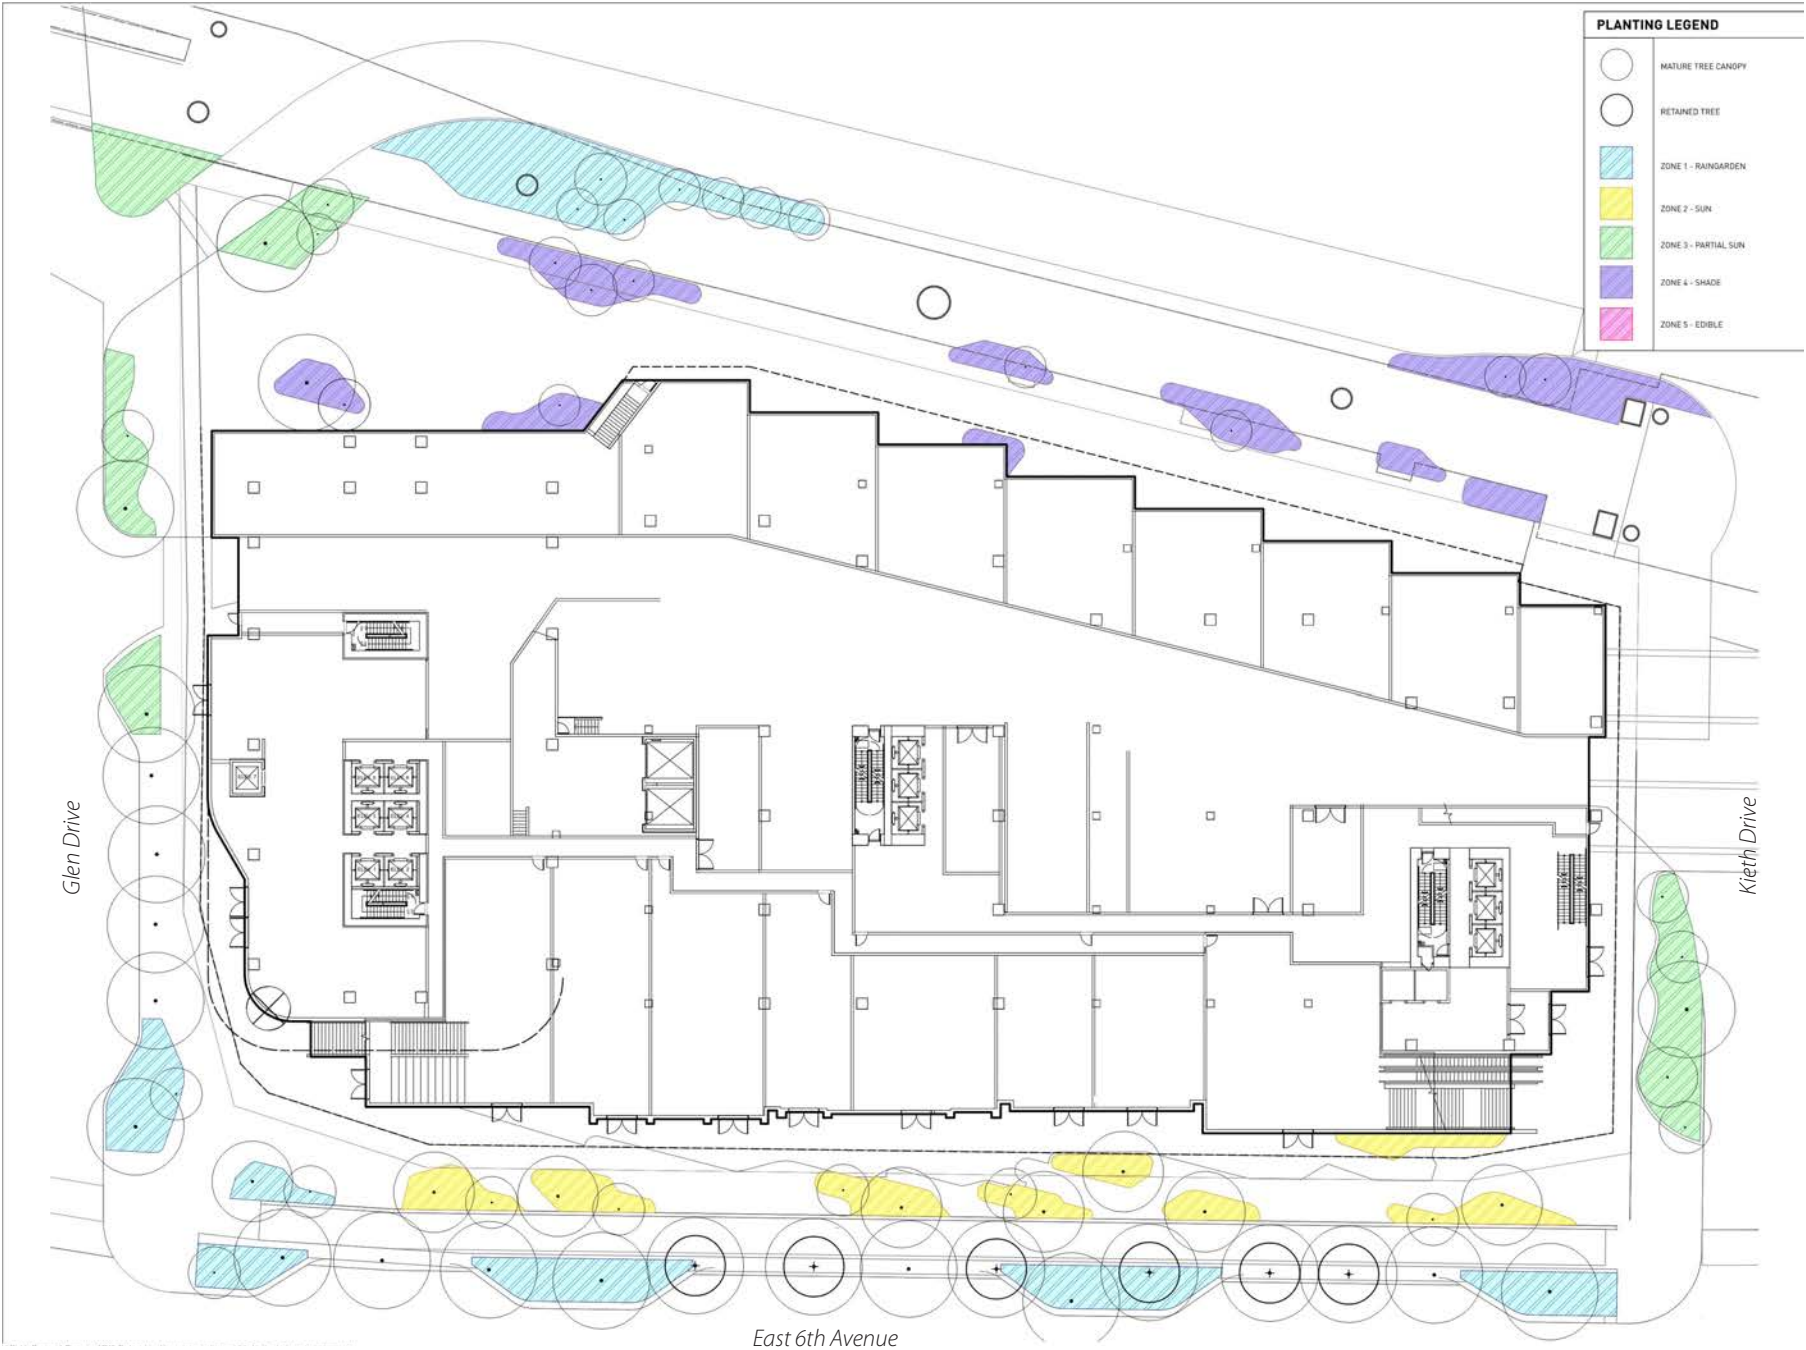 PLANTING LEGEND
MATURE TREE CANOPY
RETAINED TREE
ZONE 1 - RAINGARDEN
ZONE 2 - SUN
ZONE 3 - PARTIAL SUN
ZONE 4 - SHADE
ZONE 5 - EDIBLE
Glen Drive
Kieth Drive
East 6th Avenue